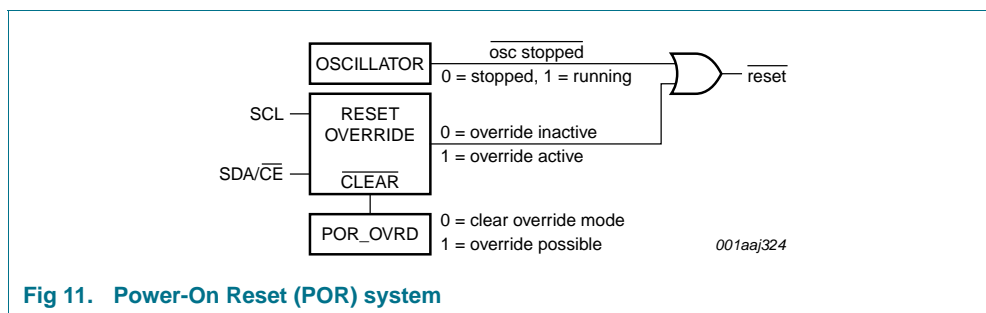 OSCILLATOR
osc stopped
0 = stopped, 1 = running
reset
SCL
RESET
OVERRIDE
0 = override inactive
1 = override active
SDA/CE
CLEAR
POR_OVRD
0 = clear override mode
1 = override possible
001aaj324
Fig 11. Power-On Reset (POR) system